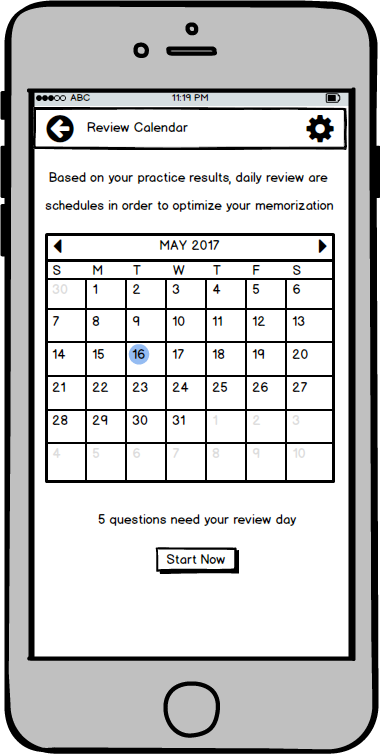 ABC 11:19 PM
Review Calendar
Based on your practice results, daily review are
schedules in order to optimize your memorization
MAY 2017
S M T W T F S
30 1 2 3 4 5 6
7 8 9 10 11 12 13
14 15 16 17 18 19 20
21 22 23 24 25 26 27
28 29 30 31 1 2 3
4 5 6 7 8 9 10
5 questions need your review day
Start Now